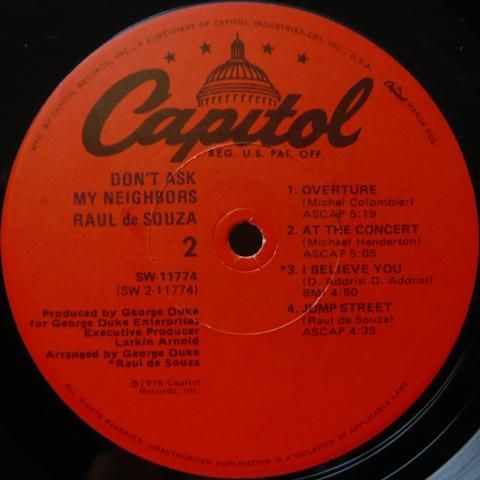 MFD. BY CAPITOL RECORDS, INC., A SUBSIDIARY OF CAPITOL INDUSTRIES-EMI, INC., U.S.A.
Capitol
MARCA REG.
Capitol
REG. U.S. PAT. OFF.
DON'T ASK
MY NEIGHBORS
RAUL de SOUZA
2
SW-11774
(SW 2-11774)
Produced by George Duke
for George Duke Enterprises
Executive Producer
Larkin Arnold
Arranged by George Duke
*Raul de Souza
℗1978 Capitol
Records, Inc.
1. OVERTURE
(Michel Colombier)
ASCAP 5:19
2. AT THE CONCERT
(Michael Henderson)
ASCAP 5:05
*3. I BELIEVE YOU
(D. Addrisi-D. Addrisi)
BMI 4:50
4. JUMP STREET
(Raul de Souza)
ASCAP 4:35
ALL RIGHTS RESERVED. UNAUTHORIZED DUPLICATION IS A VIOLATION OF APPLICABLE LAWS